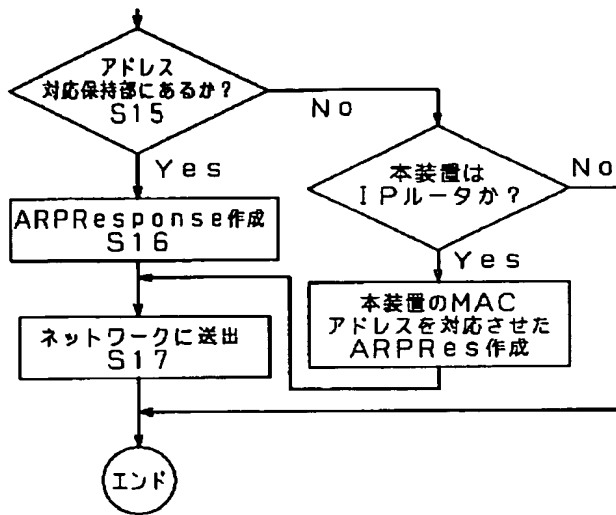 アドレス
対応保持部にあるか?
S15
No
Yes
本装置は
IPルータか?
No
Yes
ARPResponse作成
S16
本装置のMAC
アドレスを対応させた
ARPRes作成
ネットワークに送出
S17
エンド